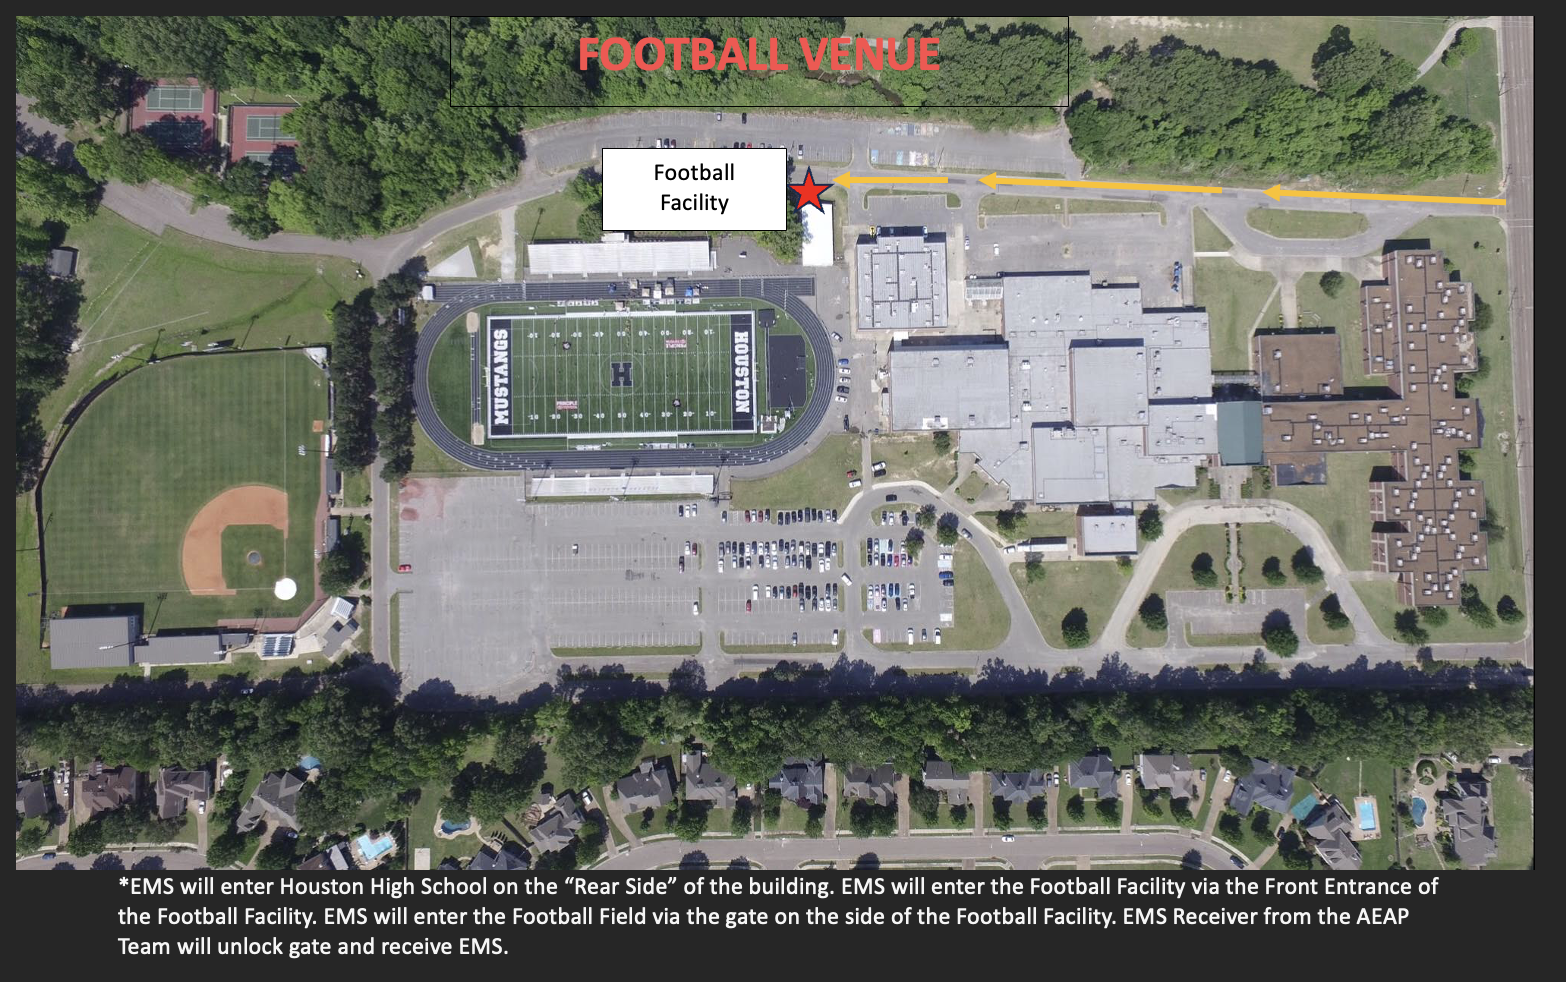 FOOTBALL VENUE
Football
Facility
MUSTANGS
H
HOUSTON
*EMS will enter Houston High School on the “Rear Side” of the building. EMS will enter the Football Facility via the Front Entrance of
the Football Facility. EMS will enter the Football Field via the gate on the side of the Football Facility. EMS Receiver from the AEAP
Team will unlock gate and receive EMS.